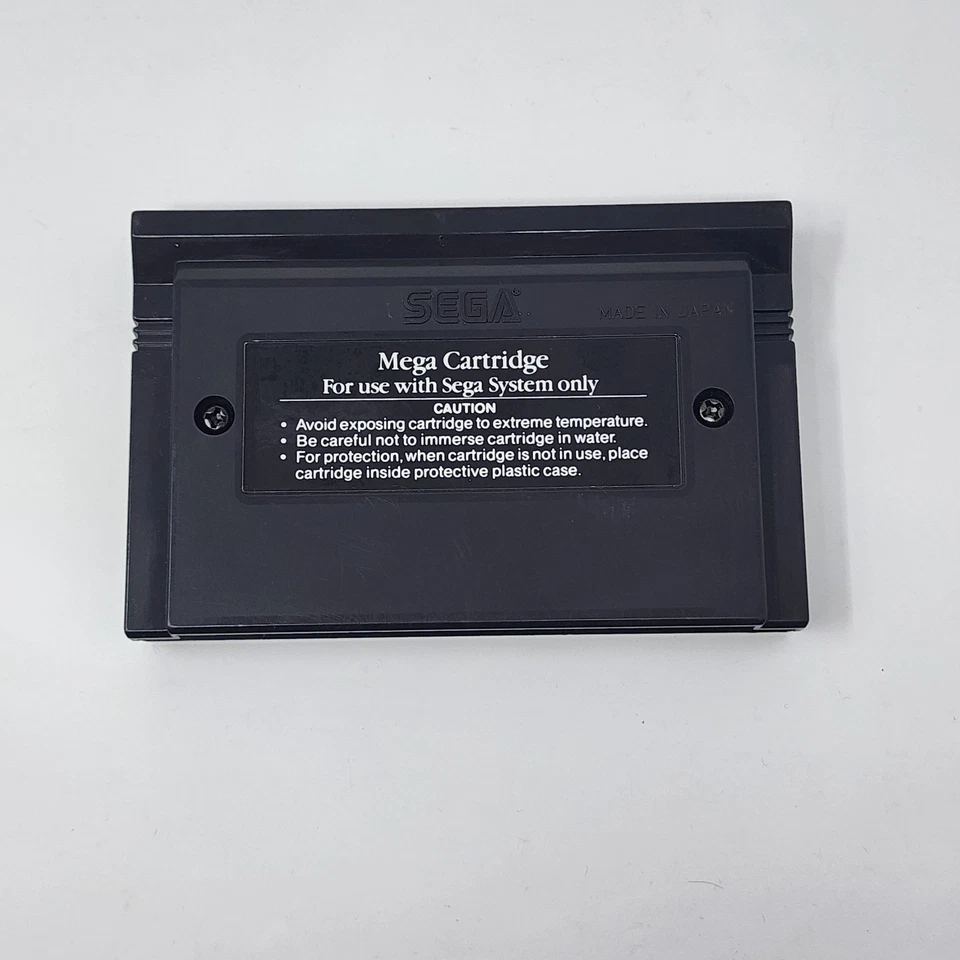 SEGA®
MADE IN JAPAN
Mega Cartridge
For use with Sega System only
CAUTION
• Avoid exposing cartridge to extreme temperature.
• Be careful not to immerse cartridge in water.
• For protection, when cartridge is not in use, place
cartridge inside protective plastic case.